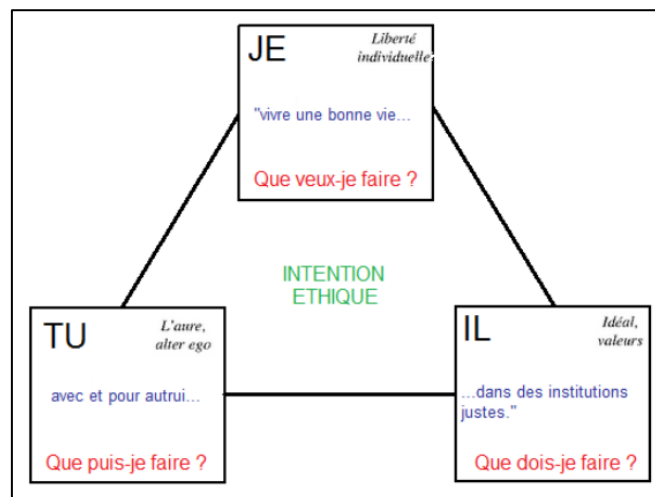 JE
Liberté
individuelle
"vivre une bonne vie...
Que veux-je faire ?
INTENTION
ETHIQUE
TU
L'aure,
alter ego
avec et pour autrui...
Que puis-je faire ?
IL
Idéal,
valeurs
...dans des institutions
justes."
Que dois-je faire ?